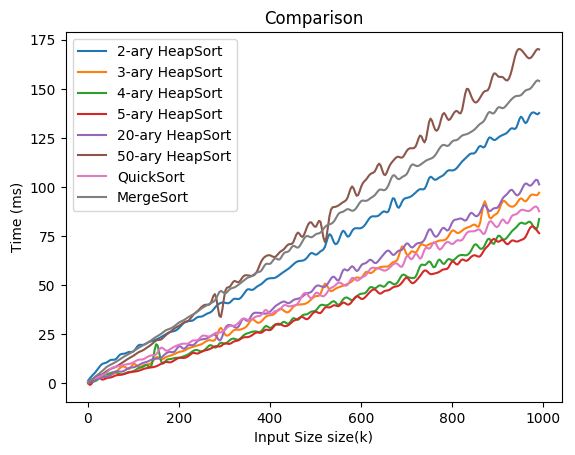 Comparison
175
150
125
100
75
50
25
0
Time (ms)
2-ary HeapSort
3-ary HeapSort
4-ary HeapSort
5-ary HeapSort
20-ary HeapSort
50-ary HeapSort
QuickSort
MergeSort
0 200 400 600 800 1000
Input Size size(k)